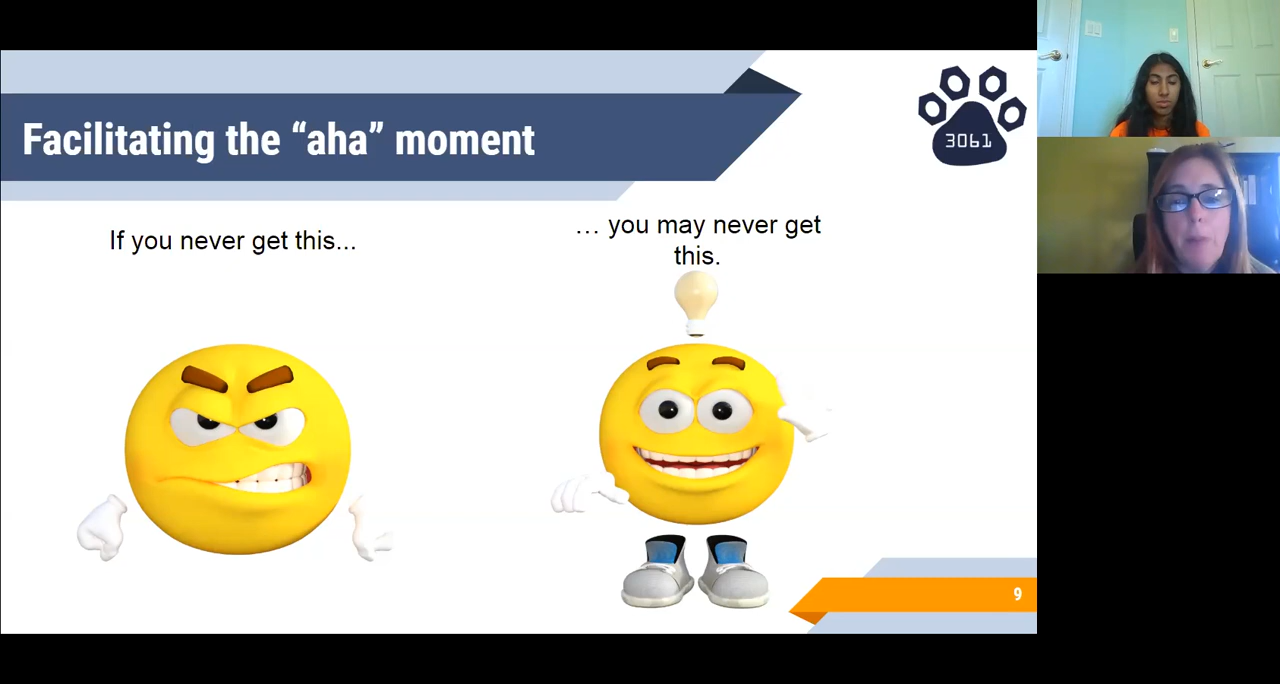 Facilitating the “aha” moment
3061
If you never get this...
… you may never get
this.
9